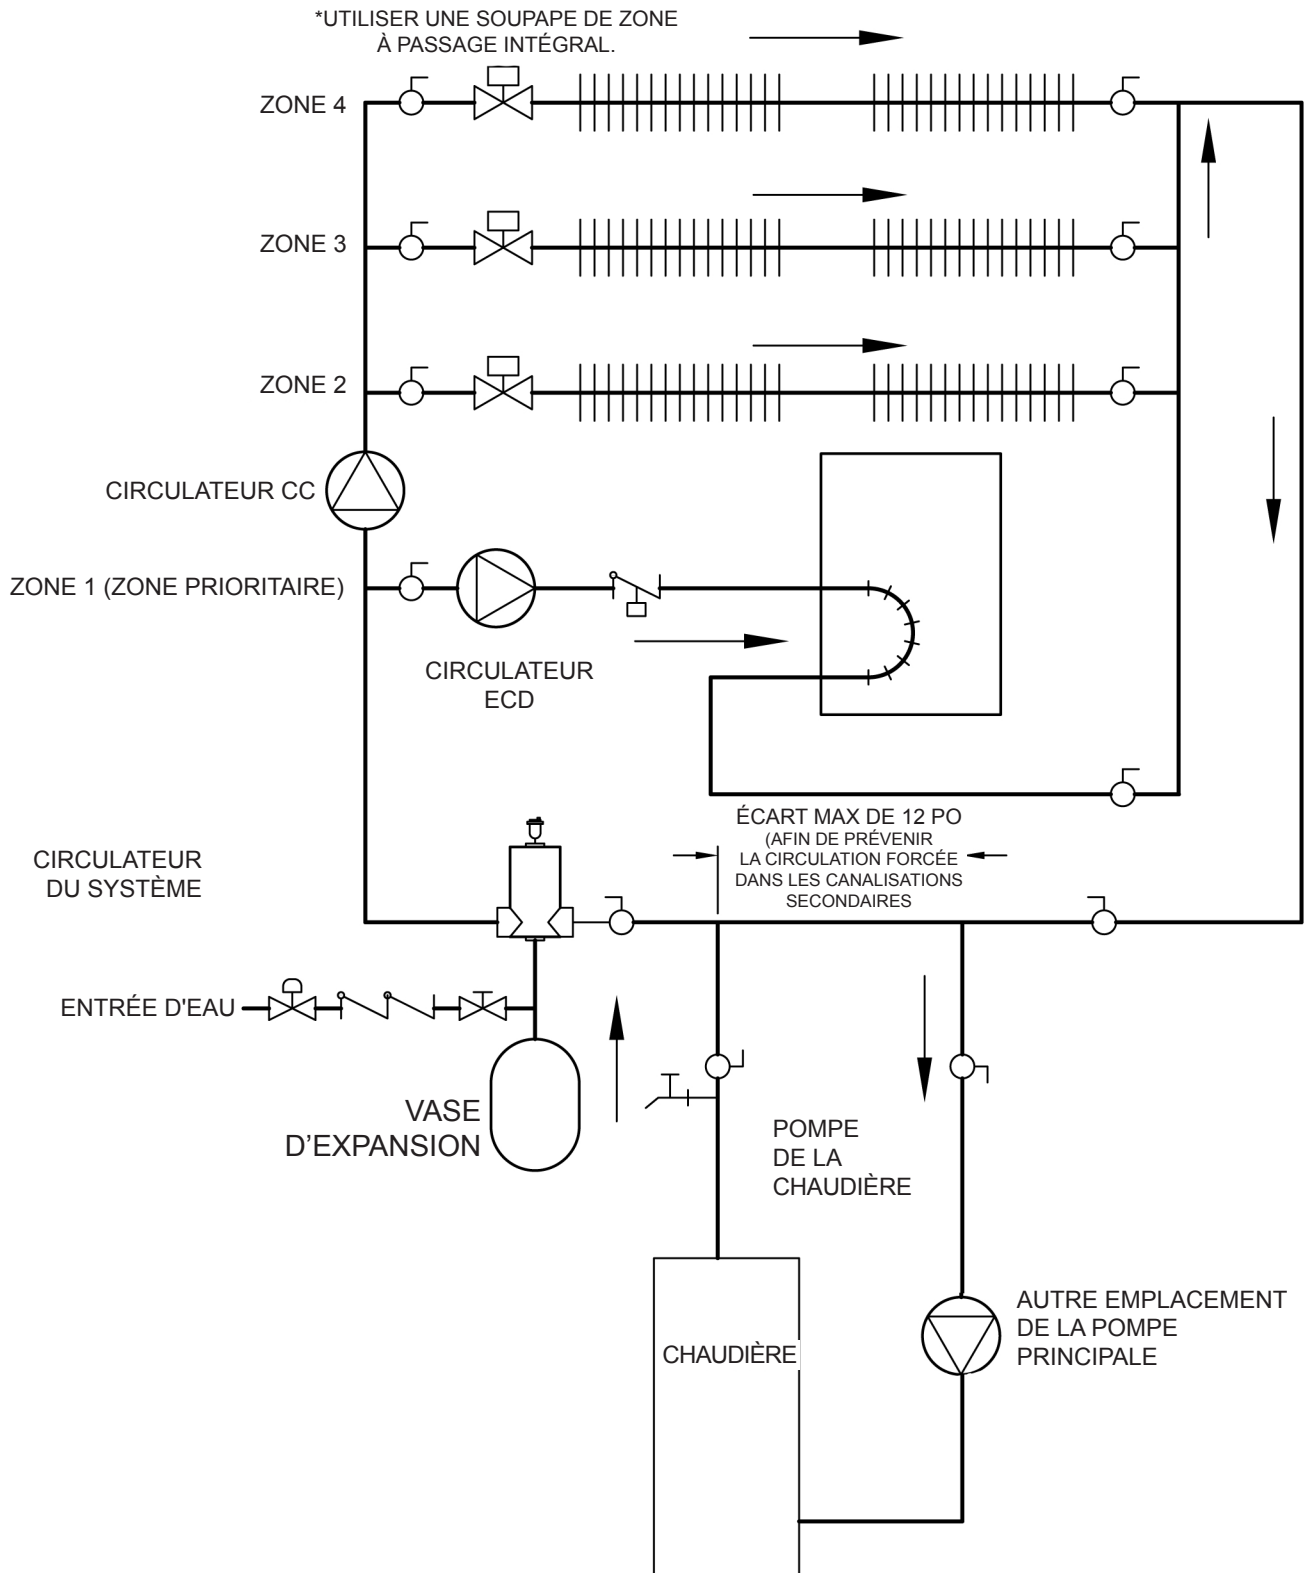 *UTILISER UNE SOUPAPE DE ZONE
À PASSAGE INTÉGRAL.
ZONE 4
ZONE 3
ZONE 2
CIRCULATEUR CC
ZONE 1 (ZONE PRIORITAIRE)
CIRCULATEUR
ECD
ÉCART MAX DE 12 PO
(AFIN DE PRÉVENIR
LA CIRCULATION FORCÉE
DANS LES CANALISATIONS
SECONDAIRES
CIRCULATEUR
DU SYSTÈME
ENTRÉE D'EAU
VASE
D’EXPANSION
POMPE
DE LA
CHAUDIÈRE
AUTRE EMPLACEMENT
DE LA POMPE
PRINCIPALE
CHAUDIÈRE